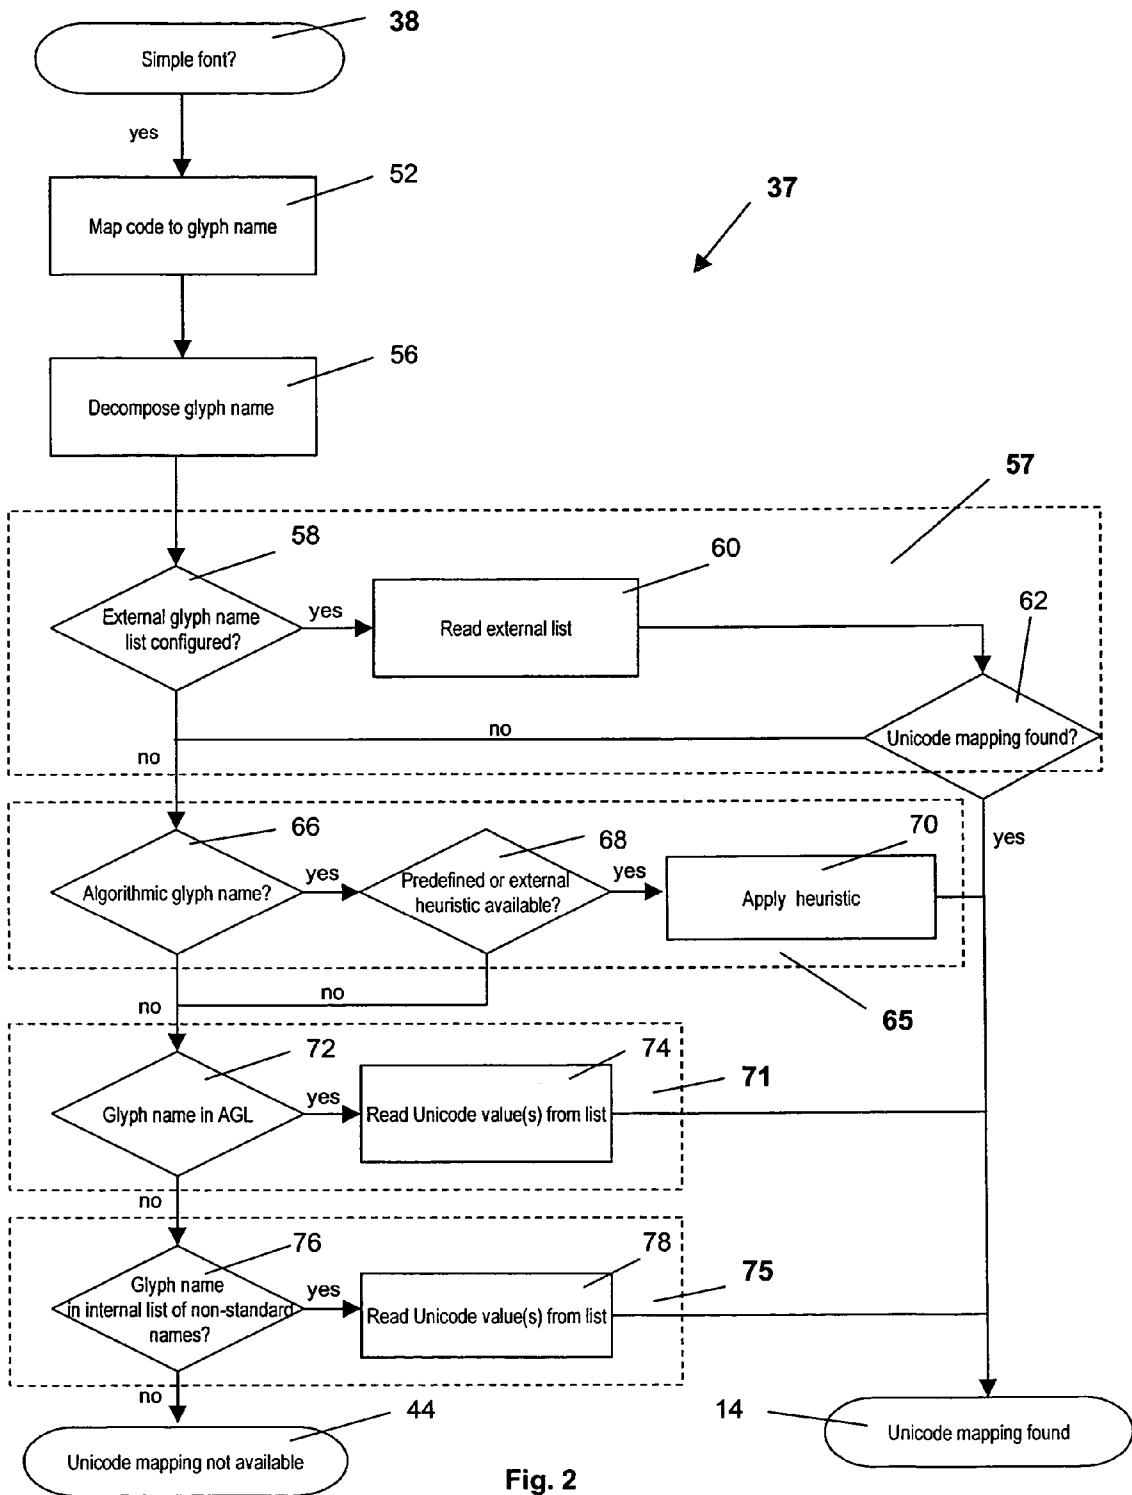 38
Simple font?
yes
52
Map code to glyph name
37
56
Decompose glyph name
57
58
External glyph name
list configured?
yes
60
Read external list
62
Unicode mapping found?
no
no
yes
66
Algorithmic glyph name?
yes
68
Predefined or external
heuristic available?
yes
70
Apply heuristic
65
no
no
72
Glyph name in AGL
yes
74
Read Unicode value(s) from list
71
no
76
Glyph name
in internal list of non-standard
names?
yes
78
Read Unicode value(s) from list
75
no
44
Unicode mapping not available
14
Unicode mapping found
Fig. 2